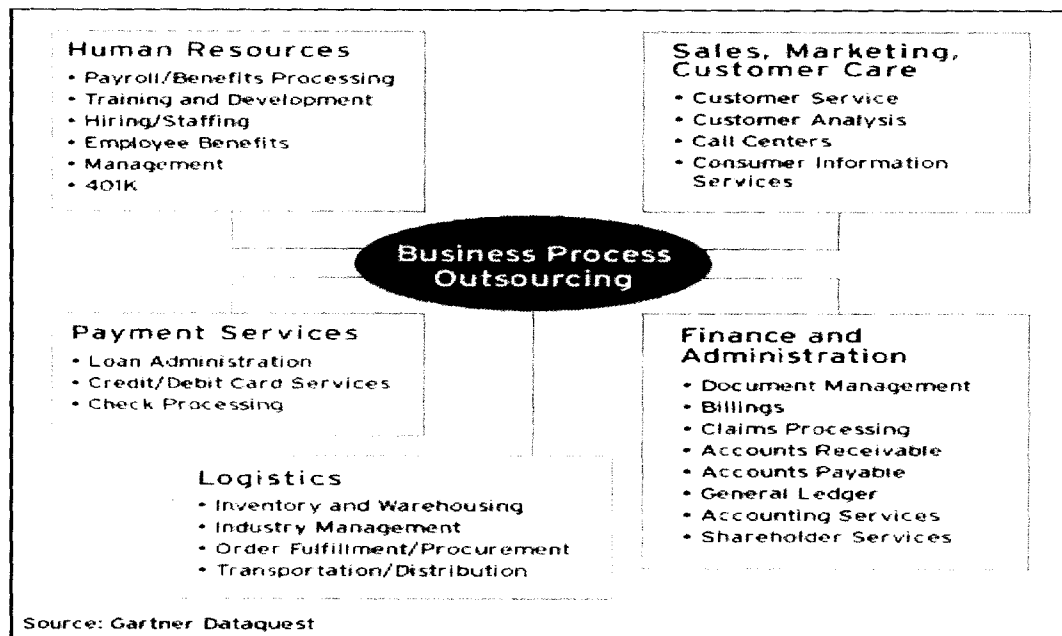 Human Resources
• Payroll/Benefits Processing
• Training and Development
• Hiring/Staffing
• Employee Benefits
• Management
• 401K
Sales, Marketing,
Customer Care
• Customer Service
• Customer Analysis
• Call Centers
• Consumer Information
Services
Business Process
Outsourcing
Payment Services
• Loan Administration
• Credit/Debit Card Services
• Check Processing
Finance and
Administration
• Document Management
• Billings
• Claims Processing
• Accounts Receivable
• Accounts Payable
• General Ledger
• Accounting Services
• Shareholder Services
Logistics
• Inventory and Warehousing
• Industry Management
• Order Fulfillment/Procurement
• Transportation/Distribution
Source: Gartner Dataquest